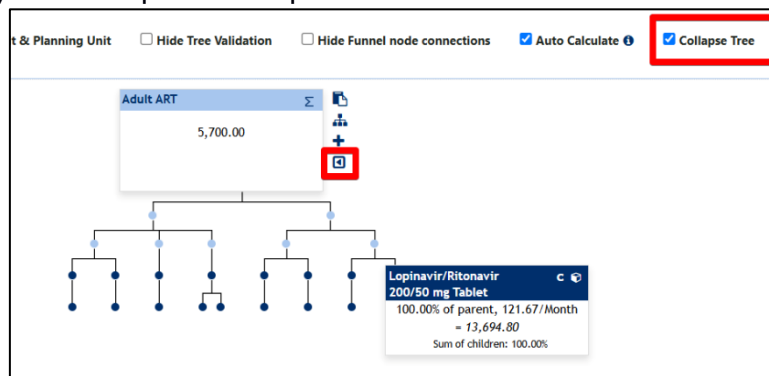 t & Planning Unit Hide Tree Validation Hide Funnel node connections Auto Calculate Collapse Tree
Adult ART Σ
5,700.00
Lopinavir/Ritonavir C
200/50 mg Tablet
100.00% of parent, 121.67/Month
= 13,694.80
Sum of children: 100.00%